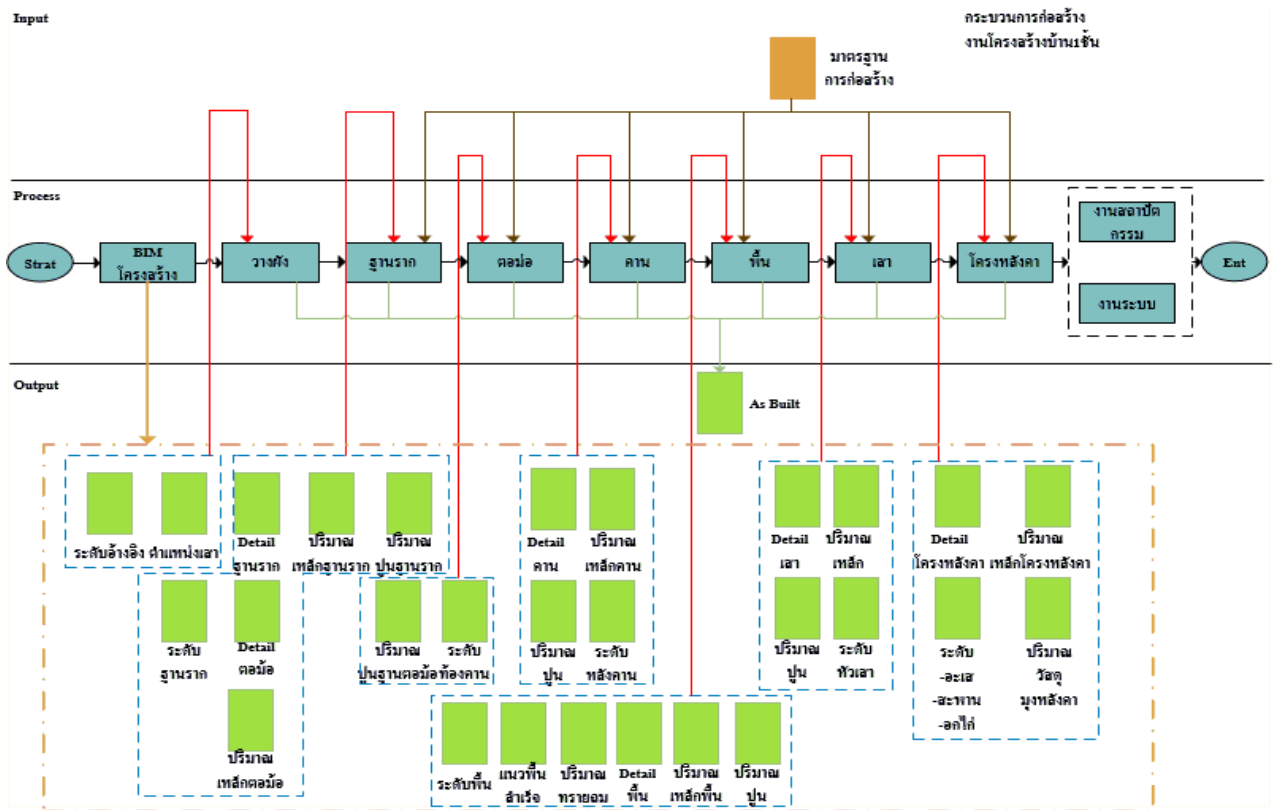 Input
กระบวนการก่อสร้าง
งานโครงสร้างบ้าน1ชั้น
มาตรฐาน
การก่อสร้าง
Process
Strat
BIM
โครงสร้าง
วางผัง
ฐานราก
ตอม่อ
คาน
พื้น
เสา
โครงหลังคา
งานสถาปัต
กรรม
งานระบบ
Ent
Output
As Built
ระดับอ้างอิง
ตำแหน่งเสา
Detail
ฐานราก
ปริมาณ
เหล็กฐานราก
ปริมาณ
ปูนฐานราก
ระดับ
ฐานราก
Detail
ตอม้อ
ปริมาณ
เหล็กตอม้อ
ปริมาณ
ปูนฐานตอม้อ
ระดับ
ท้องคาน
Detail
คาน
ปริมาณ
เหล็กคาน
ปริมาณ
ปูน
ระดับ
หลังคาน
ระดับพื้น
แนวพื้น
สำเร็จ
ปริมาณ
ทรายถม
Detail
พื้น
ปริมาณ
เหล็กพื้น
ปริมาณ
ปูน
Detail
เสา
ปริมาณ
เหล็ก
ปริมาณ
ปูน
ระดับ
หัวเสา
Detail
โครงหลังคา
ปริมาณ
เหล็กโครงหลังคา
ระดับ
-อะเส
-สะพาน
-อกไก่
ปริมาณ
วัสดุ
มุงหลังคา